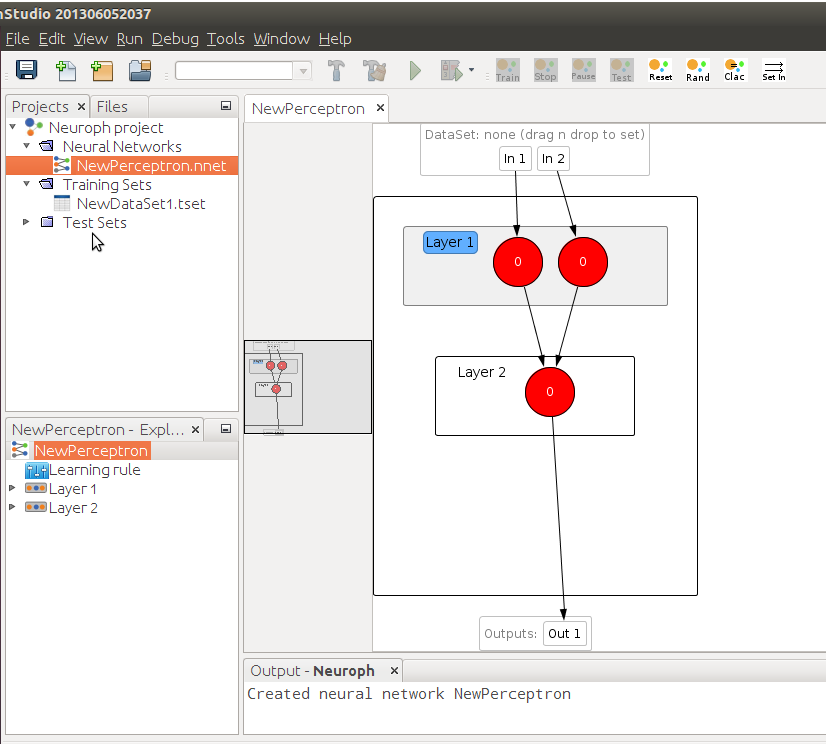 nStudio 201306052037
File Edit View Run Debug Tools Window Help
Train Stop Pause Test Reset Rand Clac Set In
Projects × Files
Neuroph project
Neural Networks
NewPerceptron.nnet
Training Sets
NewDataSet1.tset
Test Sets
NewPerceptron - Expl... ×
NewPerceptron
Learning rule
Layer 1
Layer 2
NewPerceptron ×
DataSet: none (drag n drop to set)
In 1 In 2
Layer 1 0 0
Layer 2 0
Outputs: Out 1
Output - Neuroph ×
Created neural network NewPerceptron